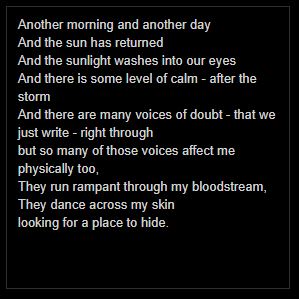 Another morning and another day
And the sun has returned
And the sunlight washes into our eyes
And there is some level of calm - after the
storm
And there are many voices of doubt - that we
just write - right through
but so many of those voices affect me
physically too,
They run rampant through my bloodstream,
They dance across my skin
looking for a place to hide.